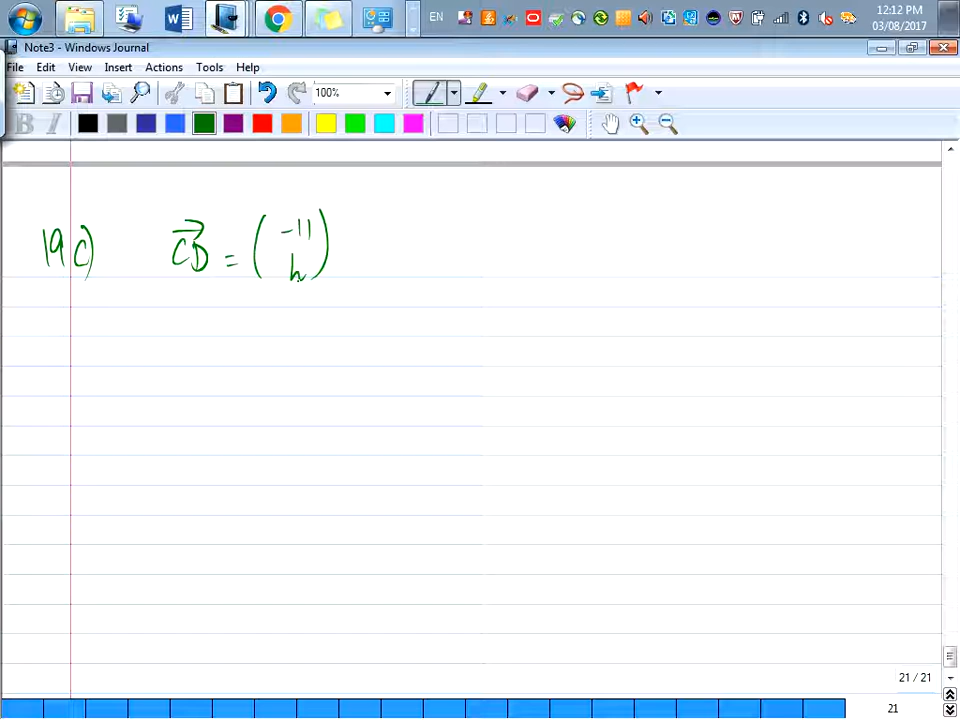 EN
12:12 PM
03/08/2017
Note3 - Windows Journal
File Edit View Insert Actions Tools Help
100%
B I
19 c) CD = ( -11
h )
21 / 21
21